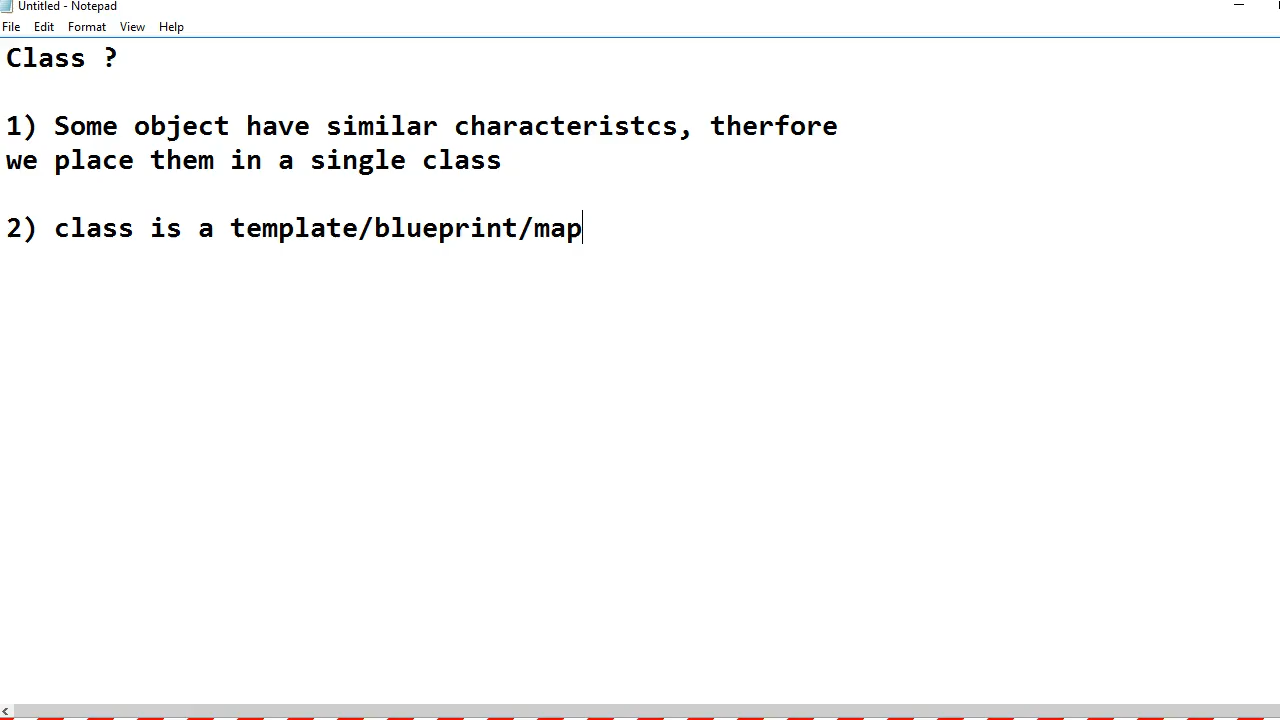 Untitled - Notepad
File Edit Format View Help
Class ?
1) Some object have similar characteristcs, therfore
we place them in a single class
2) class is a template/blueprint/map